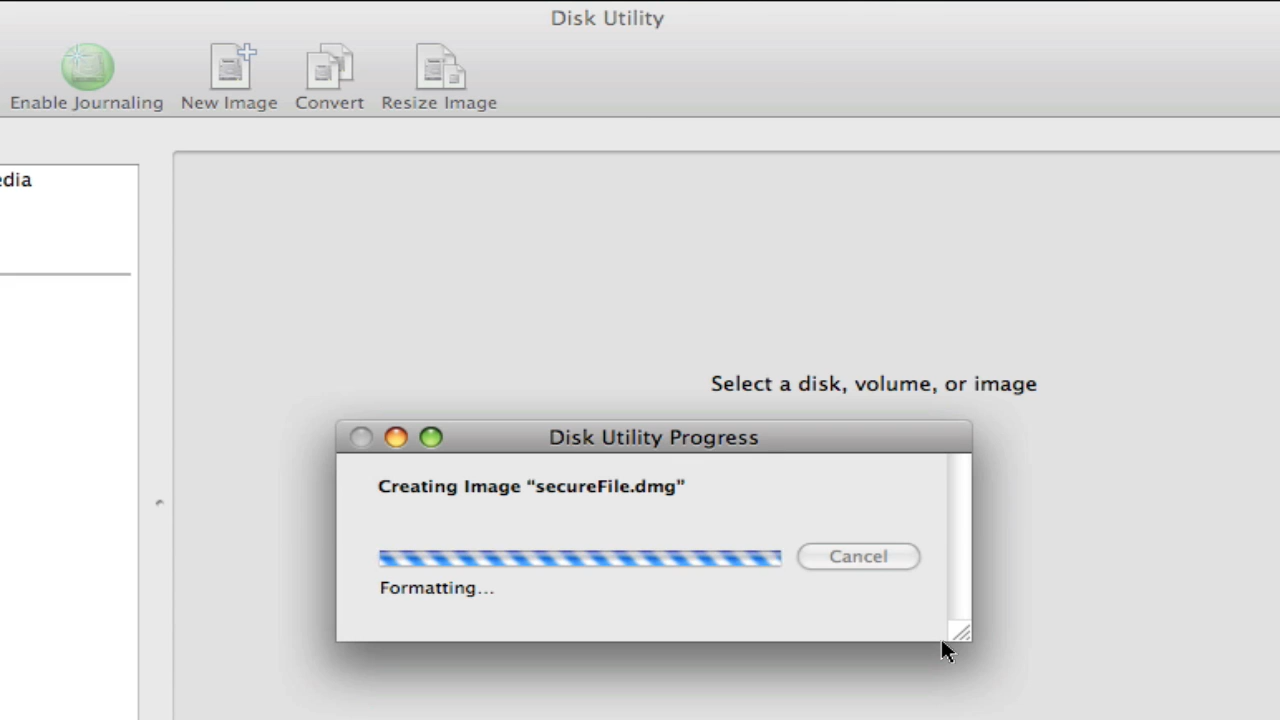 Disk Utility
Enable Journaling
New Image
Convert
Resize Image
edia
Select a disk, volume, or image
Disk Utility Progress
Creating Image "secureFile.dmg"
Cancel
Formatting...